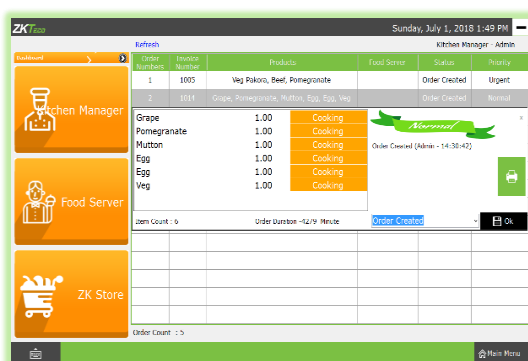 ZKTeco
Sunday, July 1, 2018 1:49 PM
Refresh
Kitchen Manager - Admin
Dashboard
Order Numbers Invoice Number Products Food Server Status Priority
1 1005 Veg Pakora, Beef, Pomegranate Order Created Urgent
2 1014 Grape, Pomegranate, Mutton, Egg, Egg, Veg Order Created Normal
Kitchen Manager
Grape 1.00 Cooking
Pomegranate 1.00 Cooking
Mutton 1.00 Cooking
Egg 1.00 Cooking
Egg 1.00 Cooking
Veg 1.00 Cooking
Normal
Order Created (Admin - 14:30:42)
Food Server
Item Count : 6
Order Duration -4279 Minute
Order Created
Ok
ZK Store
Order Count : 5
Main Menu